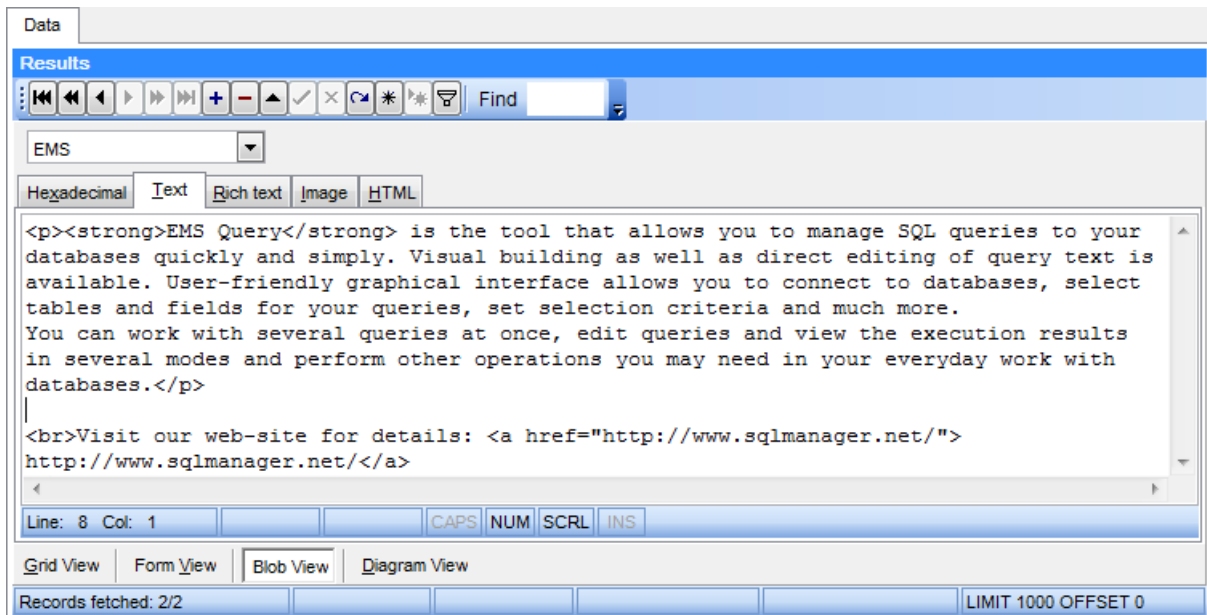 Data
Results
Find
EMS
Hexadecimal Text Rich text Image HTML
<p><strong>EMS Query</strong> is the tool that allows you to manage SQL queries to your
databases quickly and simply. Visual building as well as direct editing of query text is
available. User-friendly graphical interface allows you to connect to databases, select
tables and fields for your queries, set selection criteria and much more.
You can work with several queries at once, edit queries and view the execution results
in several modes and perform other operations you may need in your everyday work with
databases.</p>
<br>Visit our web-site for details: <a href="http://www.sqlmanager.net/">
http://www.sqlmanager.net/</a>
Line: 8 Col: 1 CAPS NUM SCRL INS
Grid View Form View Blob View Diagram View
Records fetched: 2/2 LIMIT 1000 OFFSET 0